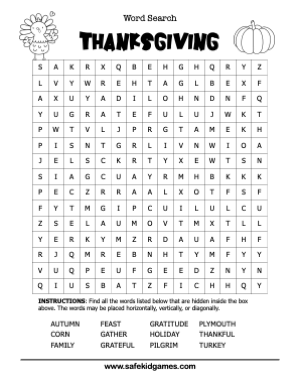 Word Search
THANKSGIVING
S A K R X Q B E H G H Q R Y Z
L V Y W R E H T A G L B E X F
A X U Y A D I L O H N D N F Q
Y U G R A T E F U L U J W K T
P W T V L J P R G T A M E K H
P I S N T G R L I V N W I O A
J E L S C K R T Y X E W T S N
S I A G C U A Y R M H B K K K
P E C Z R R A A L X O T F S F
F Y T M G I P C U I L U L C U
Z S E L A U M O V T M X T L L
Y E R K Y M Z R D A U A F H F
R J Q M R E B N H T Y M F Y Y
V U Q P E U F G E E D Z N Y N
Q I U S B A T Z F I C H H Q Y
INSTRUCTIONS: Find all the words listed below that are hidden inside the box
above. The words may be placed horizontally, vertically, or diagonally.
AUTUMN FEAST GRATITUDE PLYMOUTH
CORN GATHER HOLIDAY THANKFUL
FAMILY GRATEFUL PILGRIM TURKEY
www.safekidgames.com